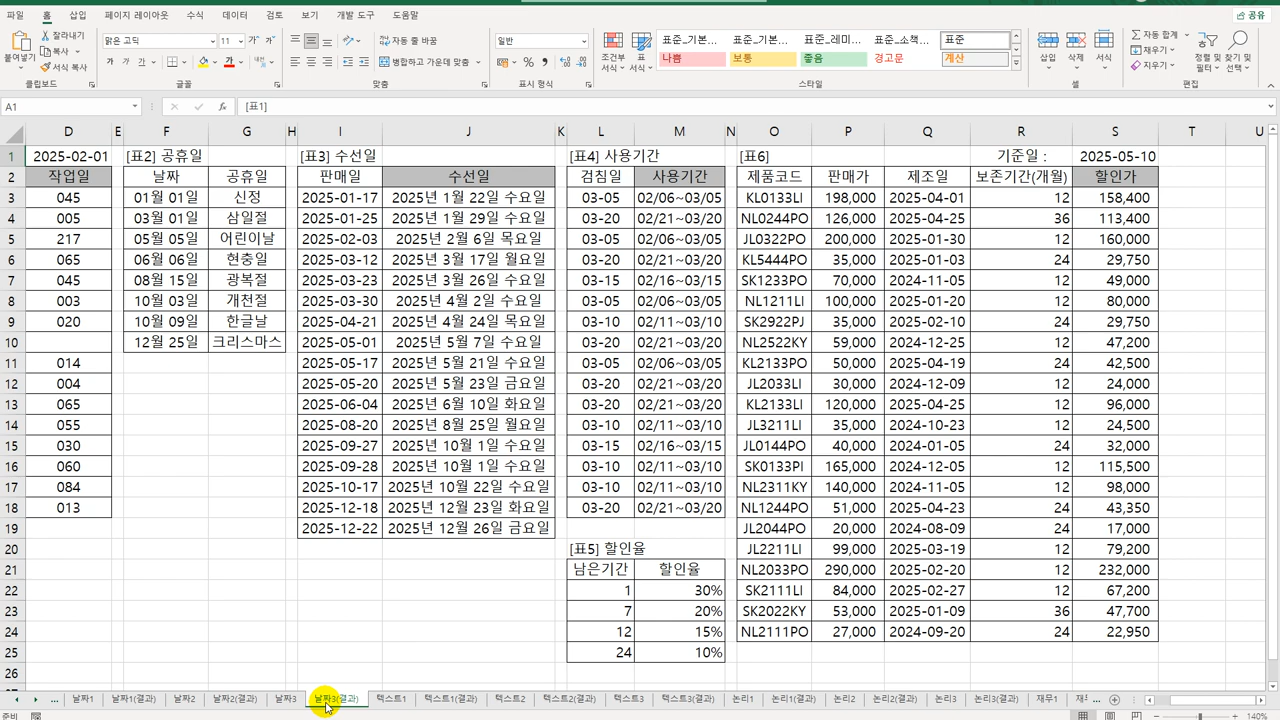 파일 홈 삽입 페이지 레이아웃 수식 데이터 검토 보기 개발 도구 도움말 공유
붙여넣기 잘라내기 복사 서식 복사 클립보드
맑은 고딕 11 가 가 가 가 가 글꼴
자동 줄 바꿈 병합하고 가운데 맞춤 맞춤
일반 % 표시 형식
조건부 서식 표 서식 표준_기... 표준_기... 표준_레미... 표준_소책... 표준
나쁨 보통 좋음 경고문 계산 스타일
삽입 삭제 서식 셀
자동 합계 채우기 지우기 정렬 및 필터 찾기 및 선택 편집
A1 fx [표1]
D E F G H I J K L M N O P Q R S T U
1 2025-02-01 [표2] 공휴일 [표3] 수선일 [표4] 사용기간 [표6] 기준일 : 2025-05-10
2 작업일 날짜 공휴일 판매일 수선일 검침일 사용기간 제품코드 판매가 제조일 보존기간(개월) 할인가
3 045 01월 01일 신정 2025-01-17 2025년 1월 22일 수요일 03-05 02/06~03/05 KL0133LI 198,000 2025-04-01 12 158,400
4 005 03월 01일 삼일절 2025-01-25 2025년 1월 29일 수요일 03-20 02/21~03/20 NL0244PO 126,000 2025-04-25 36 113,400
5 217 05월 05일 어린이날 2025-02-03 2025년 2월 6일 목요일 03-05 02/06~03/05 JL0322PO 200,000 2025-01-30 12 160,000
6 065 06월 06일 현충일 2025-03-12 2025년 3월 17일 월요일 03-20 02/21~03/20 KL5444PO 35,000 2025-01-03 24 29,750
7 045 08월 15일 광복절 2025-03-23 2025년 3월 26일 수요일 03-15 02/16~03/15 SK1233PO 70,000 2024-11-05 12 49,000
8 003 10월 03일 개천절 2025-03-30 2025년 4월 2일 수요일 03-05 02/06~03/05 NL1211LI 100,000 2025-01-20 12 80,000
9 020 10월 09일 한글날 2025-04-21 2025년 4월 24일 목요일 03-10 02/11~03/10 SK2922PJ 35,000 2025-02-10 24 29,750
10 12월 25일 크리스마스 2025-05-01 2025년 5월 7일 수요일 03-20 02/21~03/20 NL2522KY 59,000 2024-12-25 12 47,200
11 014 2025-05-17 2025년 5월 21일 수요일 03-05 02/06~03/05 KL2133PO 50,000 2025-04-19 24 42,500
12 004 2025-05-20 2025년 5월 23일 금요일 03-20 02/21~03/20 JL2033LI 30,000 2024-12-09 12 24,000
13 065 2025-06-04 2025년 6월 10일 화요일 03-20 02/21~03/20 KL2133LI 120,000 2025-04-25 12 96,000
14 055 2025-08-20 2025년 8월 25일 월요일 03-10 02/11~03/10 JL3211LI 35,000 2024-10-23 12 24,500
15 030 2025-09-27 2025년 10월 1일 수요일 03-15 02/16~03/15 JL0144PO 40,000 2024-01-05 24 32,000
16 060 2025-09-28 2025년 10월 1일 수요일 03-10 02/11~03/10 SK0133PI 165,000 2024-12-05 12 115,500
17 084 2025-10-17 2025년 10월 22일 수요일 03-10 02/11~03/10 NL2311KY 140,000 2024-11-05 12 98,000
18 013 2025-12-18 2025년 12월 23일 화요일 03-20 02/21~03/20 NL1244PO 51,000 2024-04-23 24 43,350
19 2025-12-22 2025년 12월 26일 금요일 JL2044PO 20,000 2024-08-09 24 17,000
20 [표5] 할인율 JL2211LI 99,000 2025-03-19 12 79,200
21 남은기간 할인율 NL2033PO 290,000 2025-01-20 12 232,000
22 1 30% SK2111LI 84,000 2025-02-27 12 67,200
23 7 20% SK2022KY 53,000 2025-01-09 36 47,700
24 12 15% NL2111PO 27,000 2024-09-20 24 22,950
25 24 10%
26
... 날짜1 날짜1(결과) 날짜2 날짜2(결과) 날짜3 날짜3(결과) 텍스트1 텍스트1(결과) 텍스트2 텍스트2(결과) 텍스트3 텍스트3(결과) 논리1 논리1(결과) 논리2 논리2(결과) 논리3 논리3(결과) 재무1 ...
준비 140%